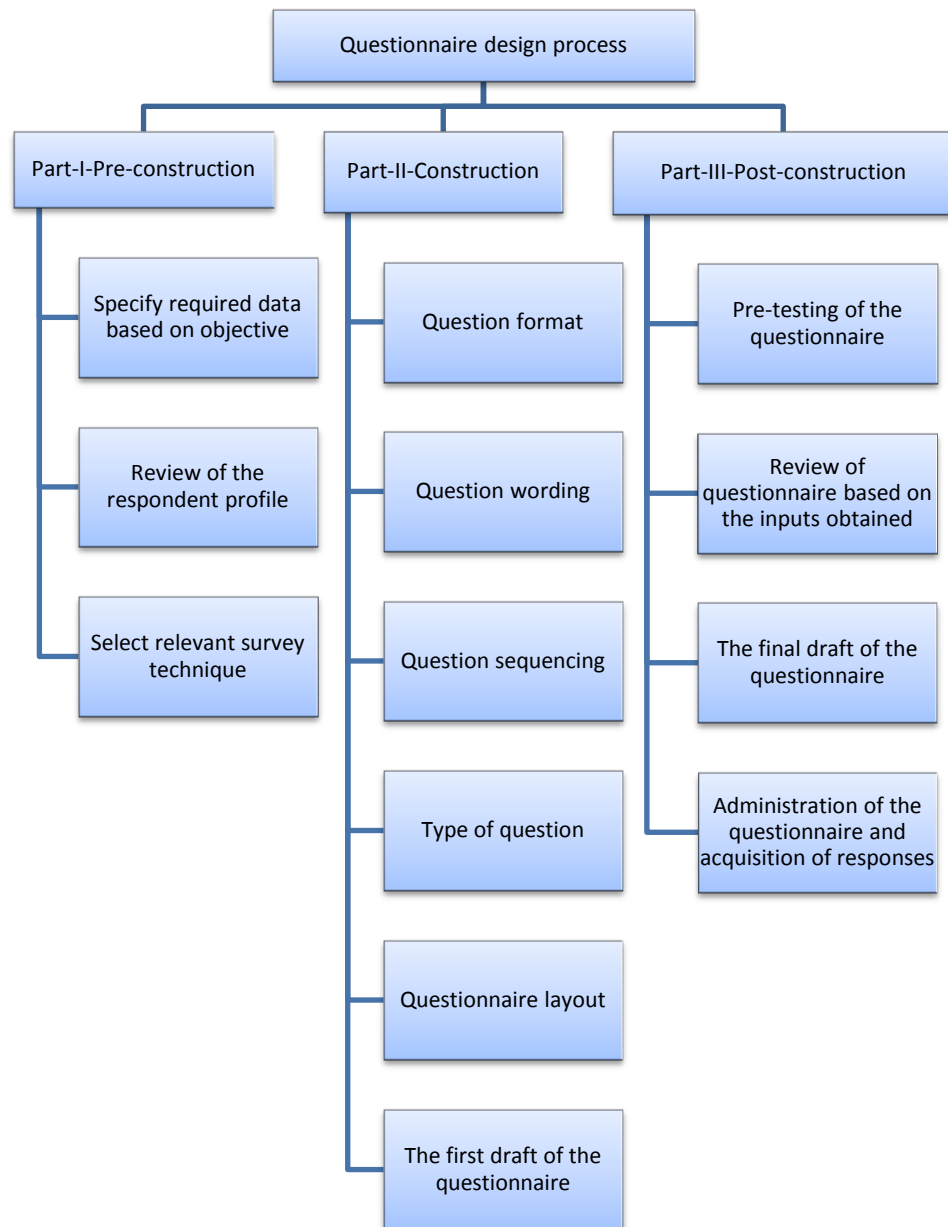 Questionnaire design process
Part-I-Pre-construction
Specify required data
based on objective
Review of the
respondent profile
Select relevant survey
technique
Part-II-Construction
Question format
Question wording
Question sequencing
Type of question
Questionnaire layout
The first draft of the
questionnaire
Part-III-Post-construction
Pre-testing of the
questionnaire
Review of
questionnaire based on
the inputs obtained
The final draft of the
questionnaire
Administration of the
questionnaire and
acquisition of responses